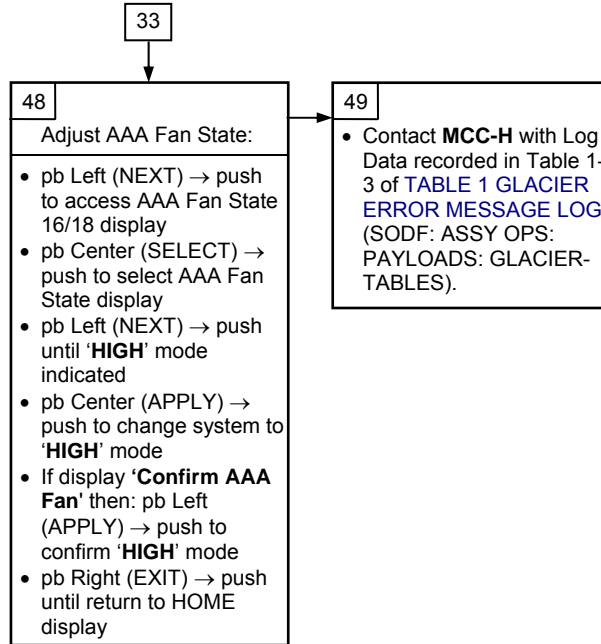 33
48
Adjust AAA Fan State:
• pb Left (NEXT) → push
to access AAA Fan State
16/18 display
• pb Center (SELECT) →
push to select AAA Fan
State display
• pb Left (NEXT) → push
until ‘HIGH’ mode
indicated
• pb Center (APPLY) →
push to change system to
‘HIGH’ mode
• If display ‘Confirm AAA
Fan' then: pb Left
(APPLY) → push to
confirm ‘HIGH’ mode
• pb Right (EXIT) → push
until return to HOME
display
49
• Contact MCC-H with Log
Data recorded in Table 1-
3 of TABLE 1 GLACIER
ERROR MESSAGE LOG
(SODF: ASSY OPS:
PAYLOADS: GLACIER-
TABLES).